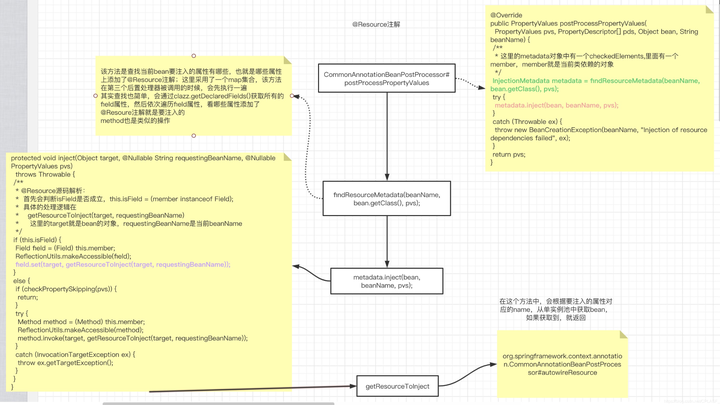 @Resource注解
@Override
public PropertyValues postProcessPropertyValues(
PropertyValues pvs, PropertyDescriptor[] pds, Object bean, String
beanName) {
/**
* 这里的metadata对象中有一个checkedElements,里面有一个
member，member就是当前类依赖的对象
*/
InjectionMetadata metadata = findResourceMetadata(beanName,
bean.getClass(), pvs);
try {
metadata.inject(bean, beanName, pvs);
}
catch (Throwable ex) {
throw new BeanCreationException(beanName, "Injection of resource
dependencies failed", ex);
}
return pvs;
}
该方法是查找当前bean要注入的属性有哪些，也就是哪些属性
上添加了@Resource注解；这里采用了一个map集合，该方法
在第三个后置处理器被调用的时候，会先执行一遍
其实查找也简单，会通过clazz.getDeclaredFields()获取所有的
field属性，然后依次遍历field属性，看哪些属性添加了
@Resoure注解就是要注入的
method也是类似的操作
CommonAnnotationBeanPostProcessor#
postProcessPropertyValues
protected void inject(Object target, @Nullable String requestingBeanName, @Nullable
PropertyValues pvs)
throws Throwable {
/**
* @Resource源码解析：
* 首先会判断isField是否成立，this.isField = (member instanceof Field);
* 具体的处理逻辑在
* getResourceToInject(target, requestingBeanName)
* 这里的target就是bean的对象，requestingBeanName是当前beanName
*/
if (this.isField) {
Field field = (Field) this.member;
ReflectionUtils.makeAccessible(field);
field.set(target, getResourceToInject(target, requestingBeanName));
}
else {
if (checkPropertySkipping(pvs)) {
return;
}
try {
Method method = (Method) this.member;
ReflectionUtils.makeAccessible(method);
method.invoke(target, getResourceToInject(target, requestingBeanName));
}
catch (InvocationTargetException ex) {
throw ex.getTargetException();
}
}
}
findResourceMetadata(beanName,
bean.getClass(), pvs);
metadata.inject(bean,
beanName, pvs);
在这个方法中，会根据要注入的属性对
应的name，从单实例池中获取bean，
如果获取到，就返回
org.springframework.context.annotatio
n.CommonAnnotationBeanPostProces
sor#autowireResource
getResourceToInject